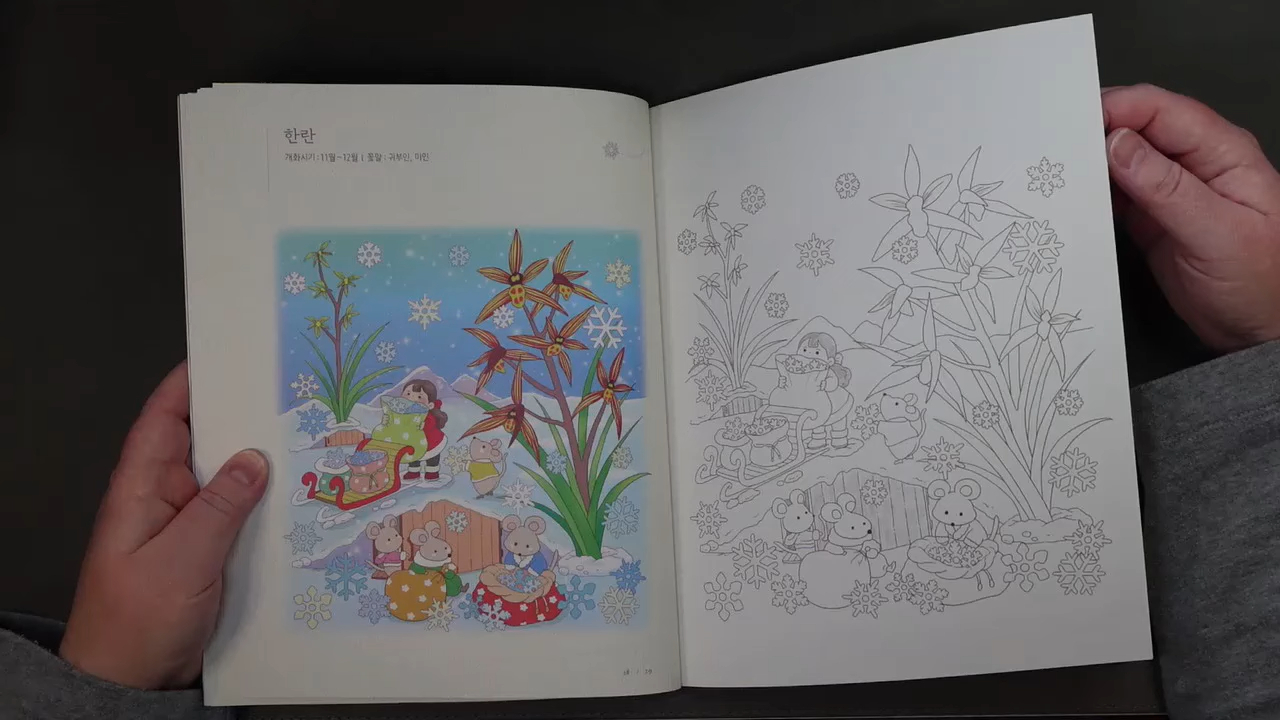 한란
개화시기 : 11월~12월 | 꽃말 : 귀부인, 미인